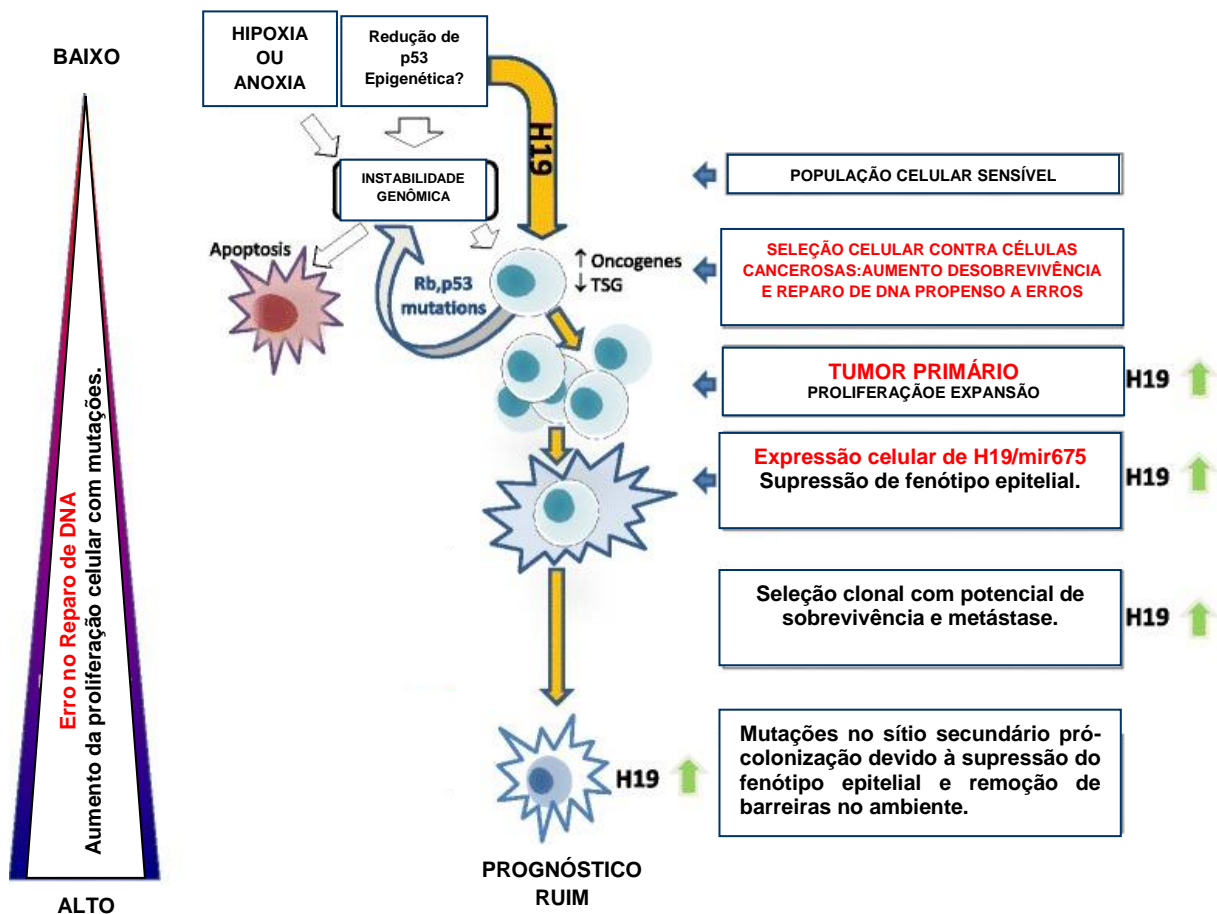 BAIXO
HIPOXIA
OU
ANOXIA
Redução de
p53
Epigenética?
H19
INSTABILIDADE
GENÔMICA
POPULAÇÃO CELULAR SENSÍVEL
Apoptosis
Rb,p53
mutations
↑ Oncogenes
↓ TSG
SELEÇÃO CELULAR CONTRA CÉLULAS
CANCEROSAS:AUMENTO DESOBREVIVÊNCIA
E REPARO DE DNA PROPENSO A ERROS
TUMOR PRIMÁRIO
PROLIFERAÇÃOE EXPANSÃO
H19
Expressão celular de H19/mir675
Supressão de fenótipo epitelial.
H19
Seleção clonal com potencial de
sobrevivência e metástase.
H19
Mutações no sítio secundário pró-
colonização devido à supressão do
fenótipo epitelial e remoção de
barreiras no ambiente.
H19
PROGNÓSTICO
RUIM
Erro no Reparo de DNA
Aumento da proliferação celular com mutações.
ALTO